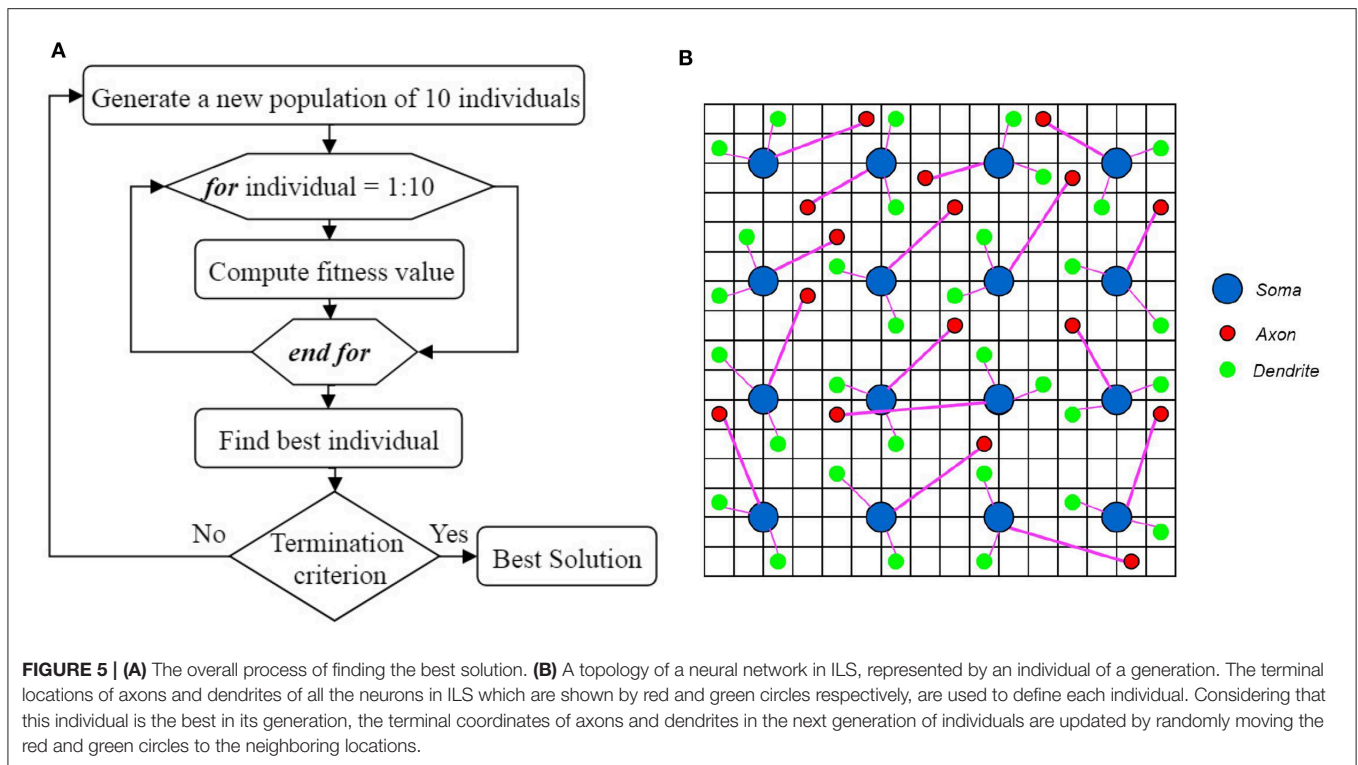 A
Generate a new population of 10 individuals
for individual = 1:10
Compute fitness value
end for
Find best individual
No
Termination
criterion
Yes
Best Solution
B
Soma
Axon
Dendrite
FIGURE 5 | (A) The overall process of finding the best solution. (B) A topology of a neural network in ILS, represented by an individual of a generation. The terminal
locations of axons and dendrites of all the neurons in ILS which are shown by red and green circles respectively, are used to define each individual. Considering that
this individual is the best in its generation, the terminal coordinates of axons and dendrites in the next generation of individuals are updated by randomly moving the
red and green circles to the neighboring locations.